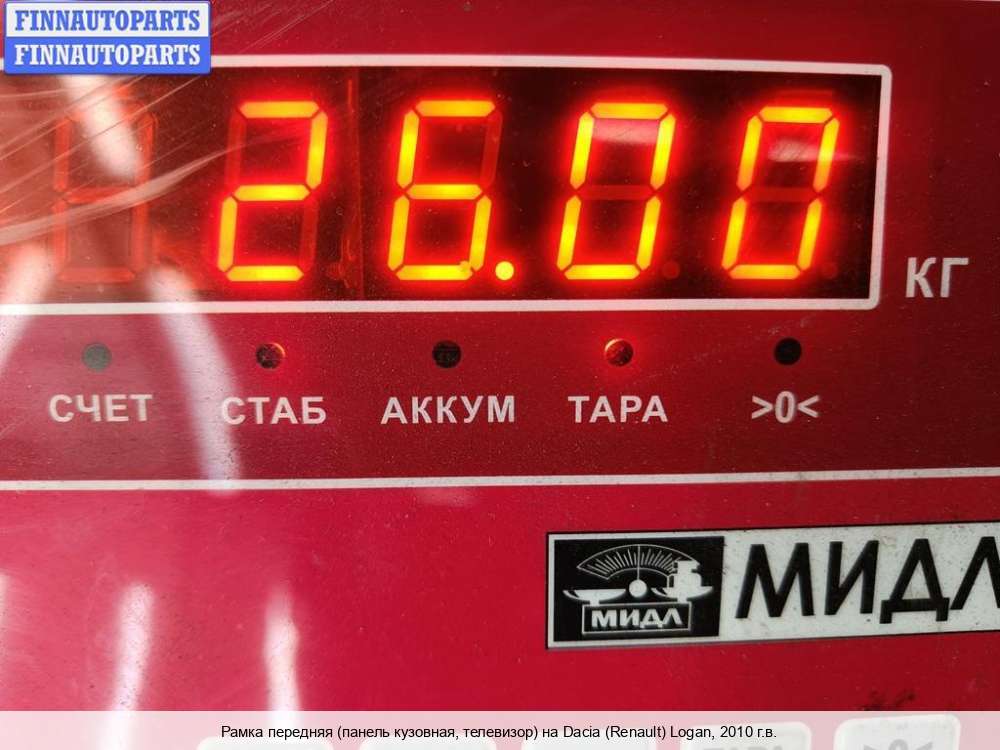 FINNAUTOPARTS
FINNAUTOPARTS
26.00
КГ
СЧЕТ СТАБ АККУМ ТАРА >0<
МИДЛ
МИДЛ
Рамка передняя (панель кузовная, телевизор) на Dacia (Renault) Logan, 2010 г.в.